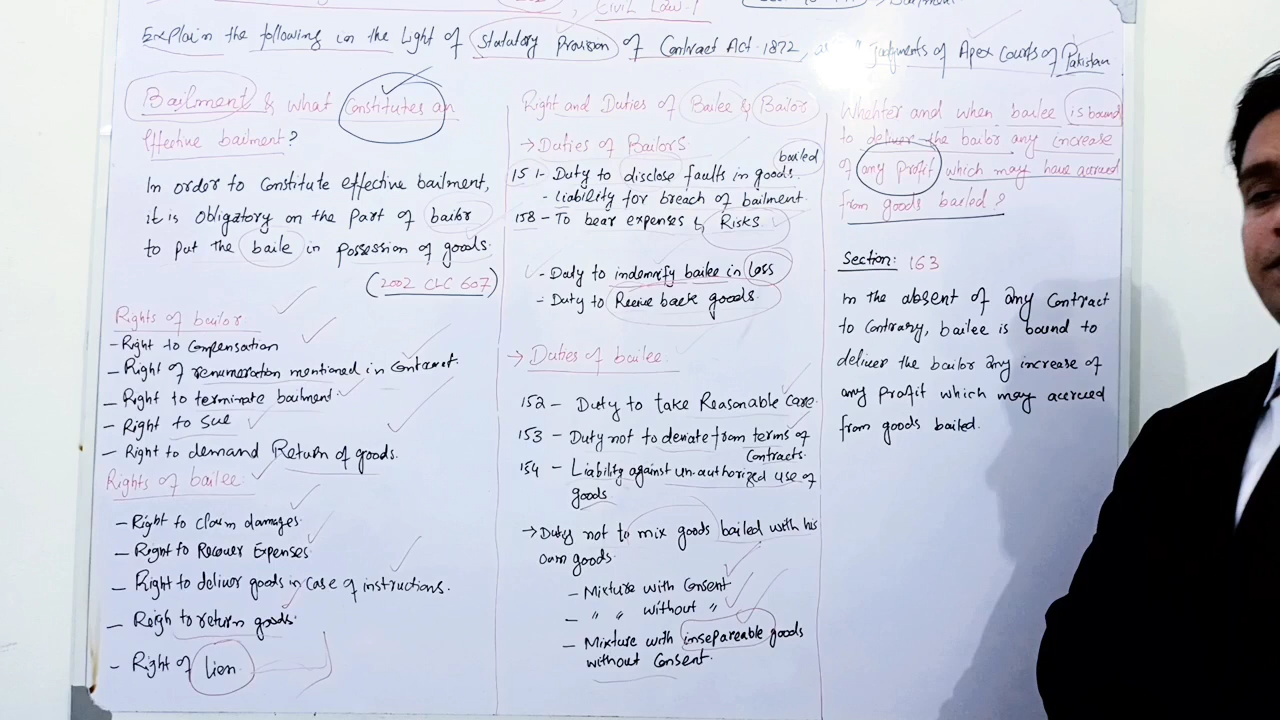 Civil Law-1
Explain the following in the Light of Statutary Provision of Contract Act. 1872, Judgments of Apex Courts of Pakistan
Bailment & what Constitutes an
effective bailment?
In order to constitute effective bailment,
it is obligatory on the part of bailor
to put the baile in possession of goods.
(2002 CLC 607)
Rights of bailor
- Right to Compensation
- Right of renumeration mentioned in Contract.
- Right to terminate bailment.
- Right to sue
- Right to demand Return of goods.
Rights of bailee.
- Right to claim damages.
- Right to Recover Expenses
- Right to deliver goods in case of instructions.
- Reigh to return goods.
- Right of Lien.
Right and Duties of Bailee & Bailor
→ Duties of Bailors
151- Duty to disclose faults in goods bailed
- Liability for breach of bailment
158- To bear expenses & Risks
- Duty to indemnify bailee in Loss
- Duty to Receive back goods.
→ Duties of bailee.
152 - Duty to take Reasonable Care.
153 - Duty not to deviate from terms of
Contracts.
154 - Liability against un.authorized use of
goods
→ Duty not to mix goods bailed with his
own goods.
- Mixture with Consent
- " " without "
- Mixture with insepareable goods
without Consent.
Whehter and when bailee is bound
to deliver the bailor any increase
of any profit which may have accrued
from goods bailed?
Section: 163
In the absent of any Contract
to Contrary, bailee is bound to
deliver the bailor any increase of
any profit which may accrued
from goods bailed.